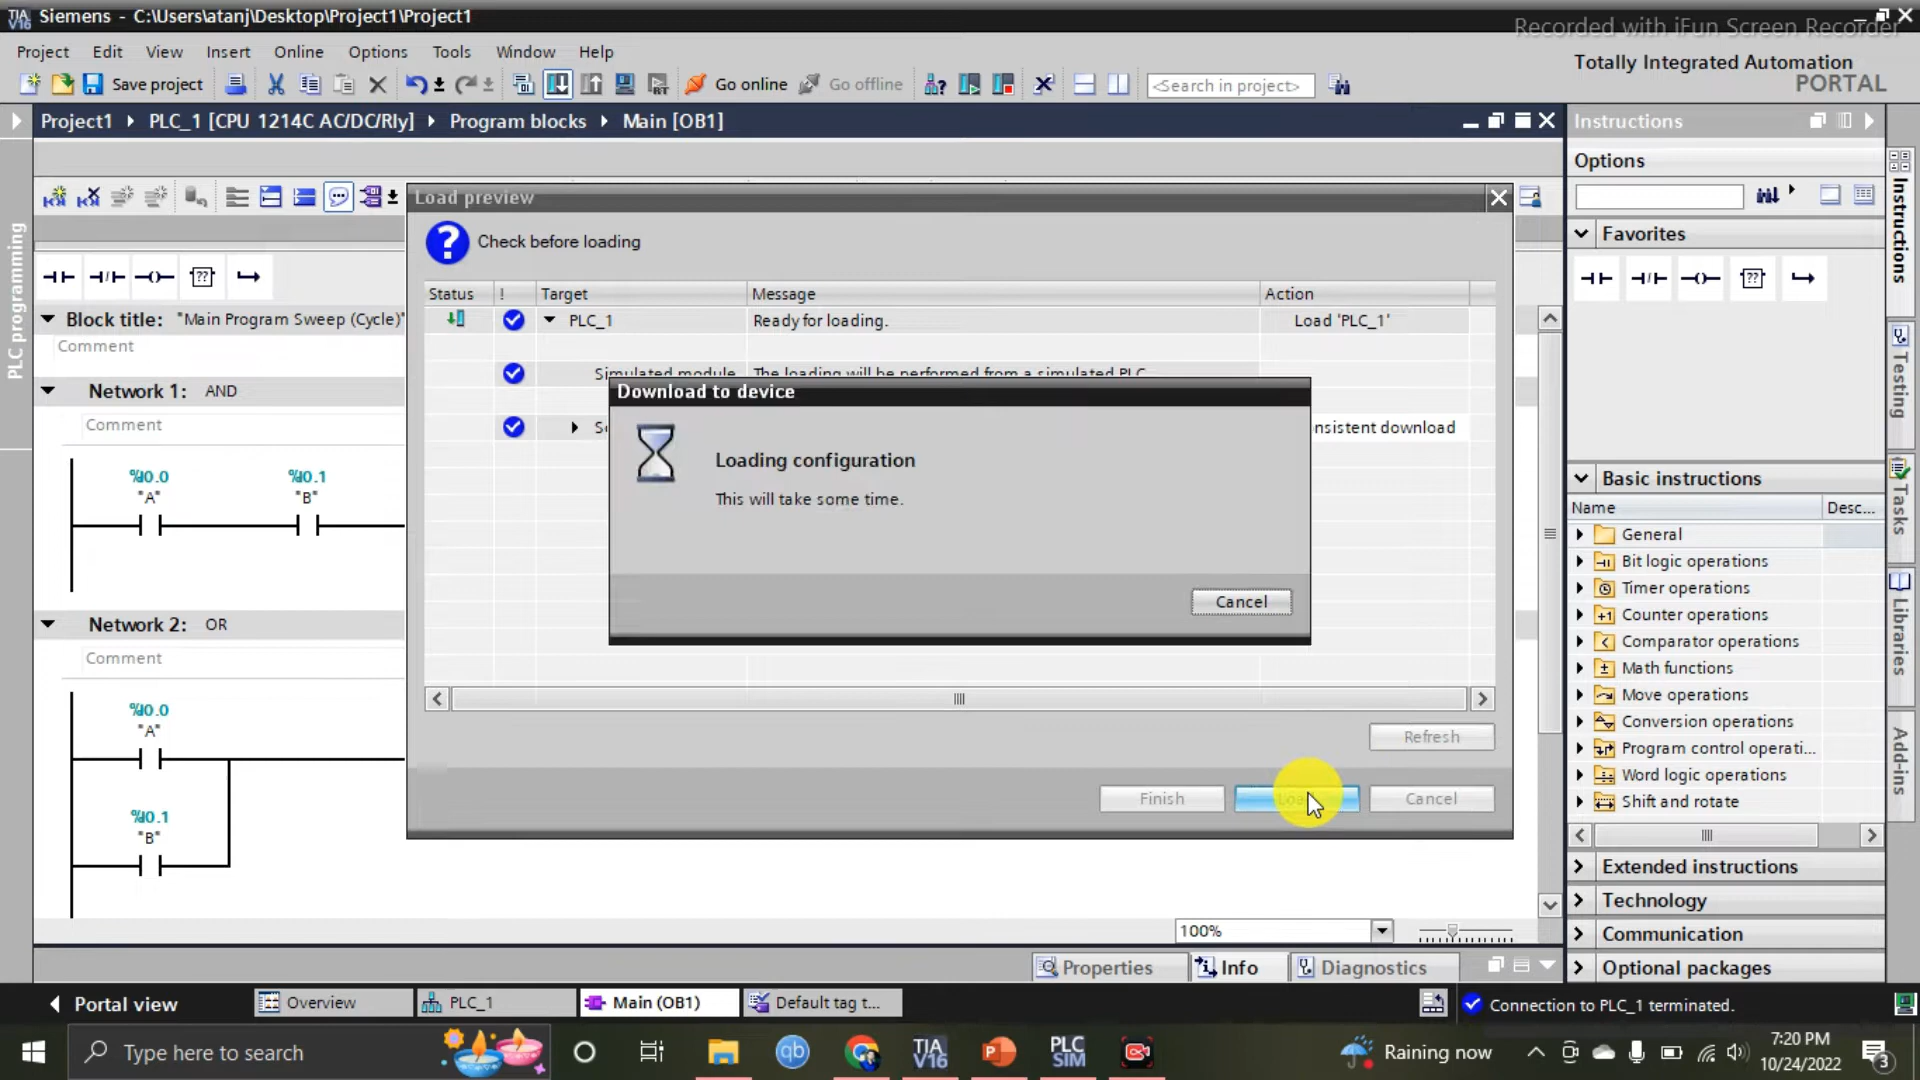 Siemens - C:\Users\atanj\Desktop\Project1\Project1
Recorded with iFun Screen Recorder
Project Edit View Insert Online Options Tools Window Help
Totally Integrated Automation
PORTAL
Save project Go online Go offline <Search in project>
Project1 PLC_1 [CPU 1214C AC/DC/Rly] Program blocks Main [OB1]
Instructions
Options
PLC programming
Load preview
Check before loading
Status ! Target Message Action
PLC_1 Ready for loading. Load 'PLC_1'
Simulated module The loading will be performed from a simulated PLC.
nsistent download
Download to device
Loading configuration
This will take some time.
Cancel
Refresh
Finish Cancel
Block title: "Main Program Sweep (Cycle)"
Comment
Network 1: AND
Comment
%I0.0 %I0.1
"A" "B"
Network 2: OR
Comment
%I0.0
"A"
%I0.1
"B"
100%
Properties Info Diagnostics
Favorites
Basic instructions
Name Desc...
General
Bit logic operations
Timer operations
Counter operations
Comparator operations
Math functions
Move operations
Conversion operations
Program control operati...
Word logic operations
Shift and rotate
Extended instructions
Technology
Communication
Optional packages
Instructions
Testing
Tasks
Libraries
Add-ins
Portal view Overview PLC_1 Main (OB1) Default tag t... Connection to PLC_1 terminated.
Type here to search
qb
TIA
V16
P
PLC
SIM
Raining now
7:20 PM
10/24/2022
3